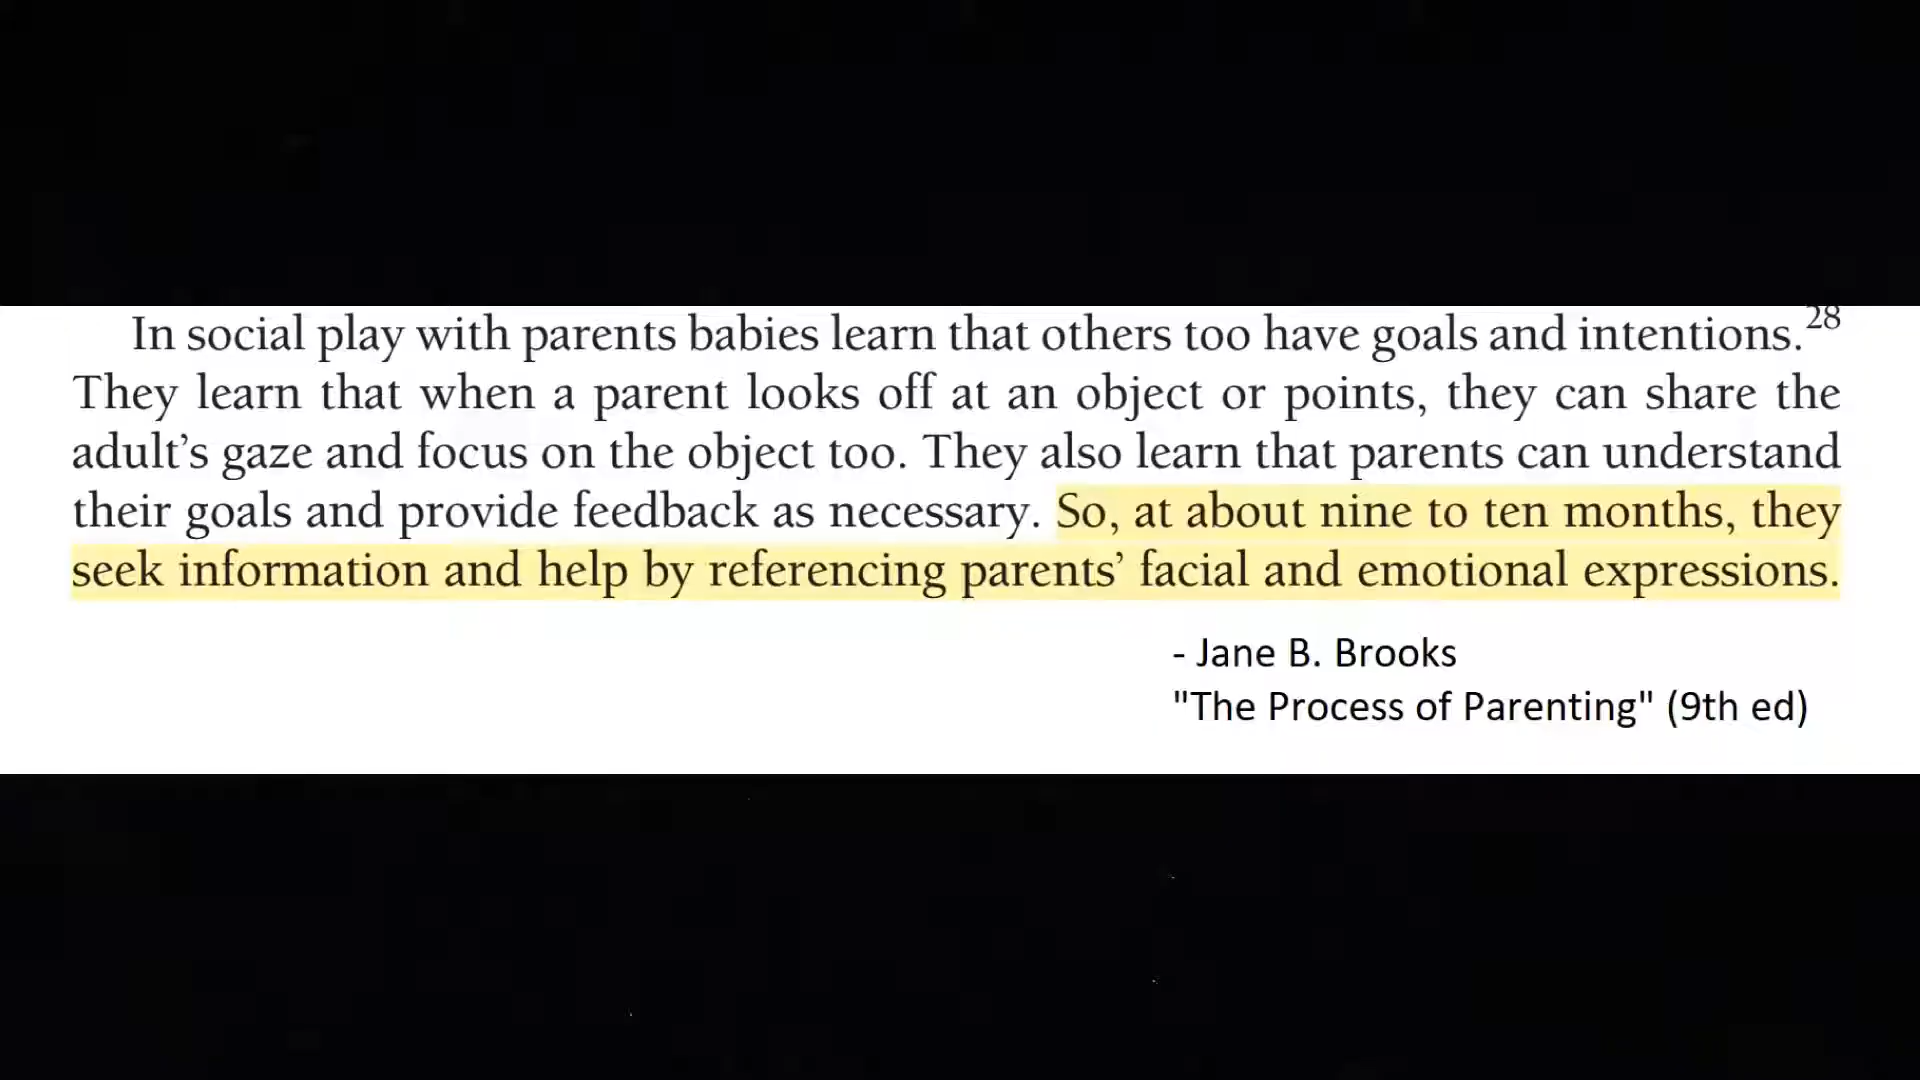 In social play with parents babies learn that others too have goals and intentions.28
They learn that when a parent looks off at an object or points, they can share the
adult’s gaze and focus on the object too. They also learn that parents can understand
their goals and provide feedback as necessary. So, at about nine to ten months, they
seek information and help by referencing parents’ facial and emotional expressions.
- Jane B. Brooks
"The Process of Parenting" (9th ed)